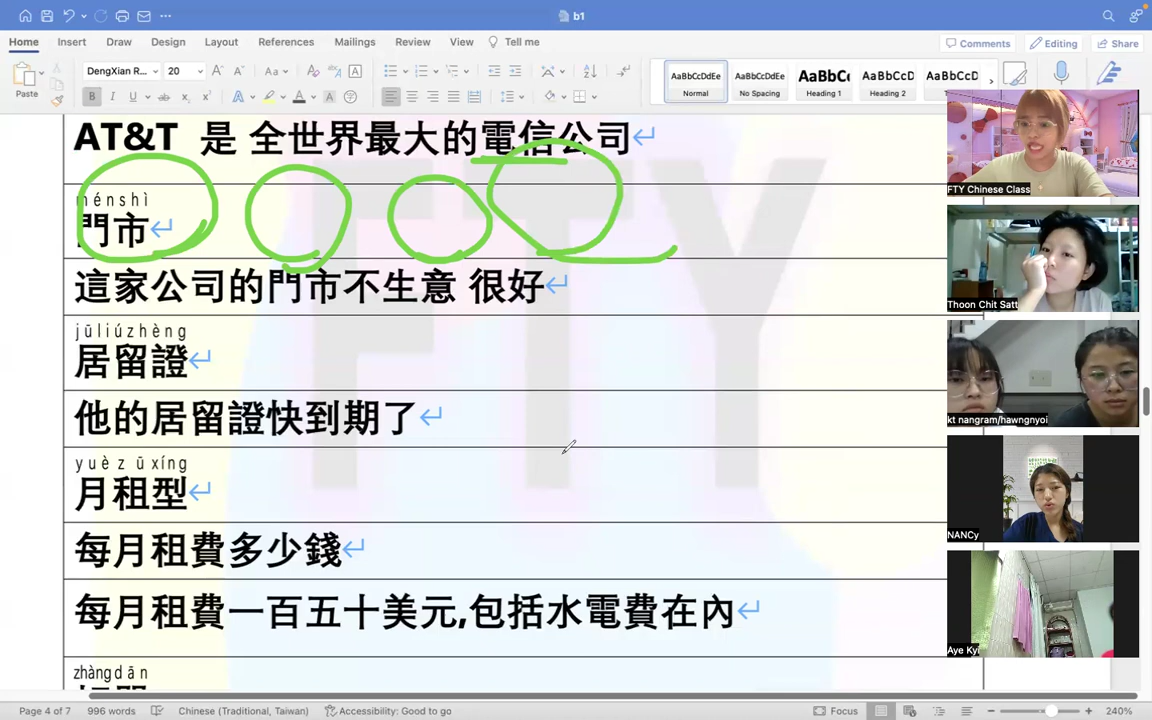 b1
Home Insert Draw Design Layout References Mailings Review View Tell me
Comments Editing Share
Paste
DengXian R... 20
AaBbCcDdEe AaBbCcDdEe AaBbCc AaBbCcD AaBbCcD
Normal No Spacing Heading 1 Heading 2
AT&T 是 全世界最大的電信公司
ménshì
門市
這家公司的門市不生意 很好
jūliúzhèng
居留證
他的居留證快到期了
yuè z ū xíng
月租型
每月租費多少錢
每月租費一百五十美元,包括水電費在內
zhàng d ā n
FTY
FTY Chinese Class
Thoon Chit Satt
kt nangram/hawngnyoi
NANCy
Aye Kyi
Page 4 of 7 996 words Chinese (Traditional, Taiwan) Accessibility: Good to go Focus 240%